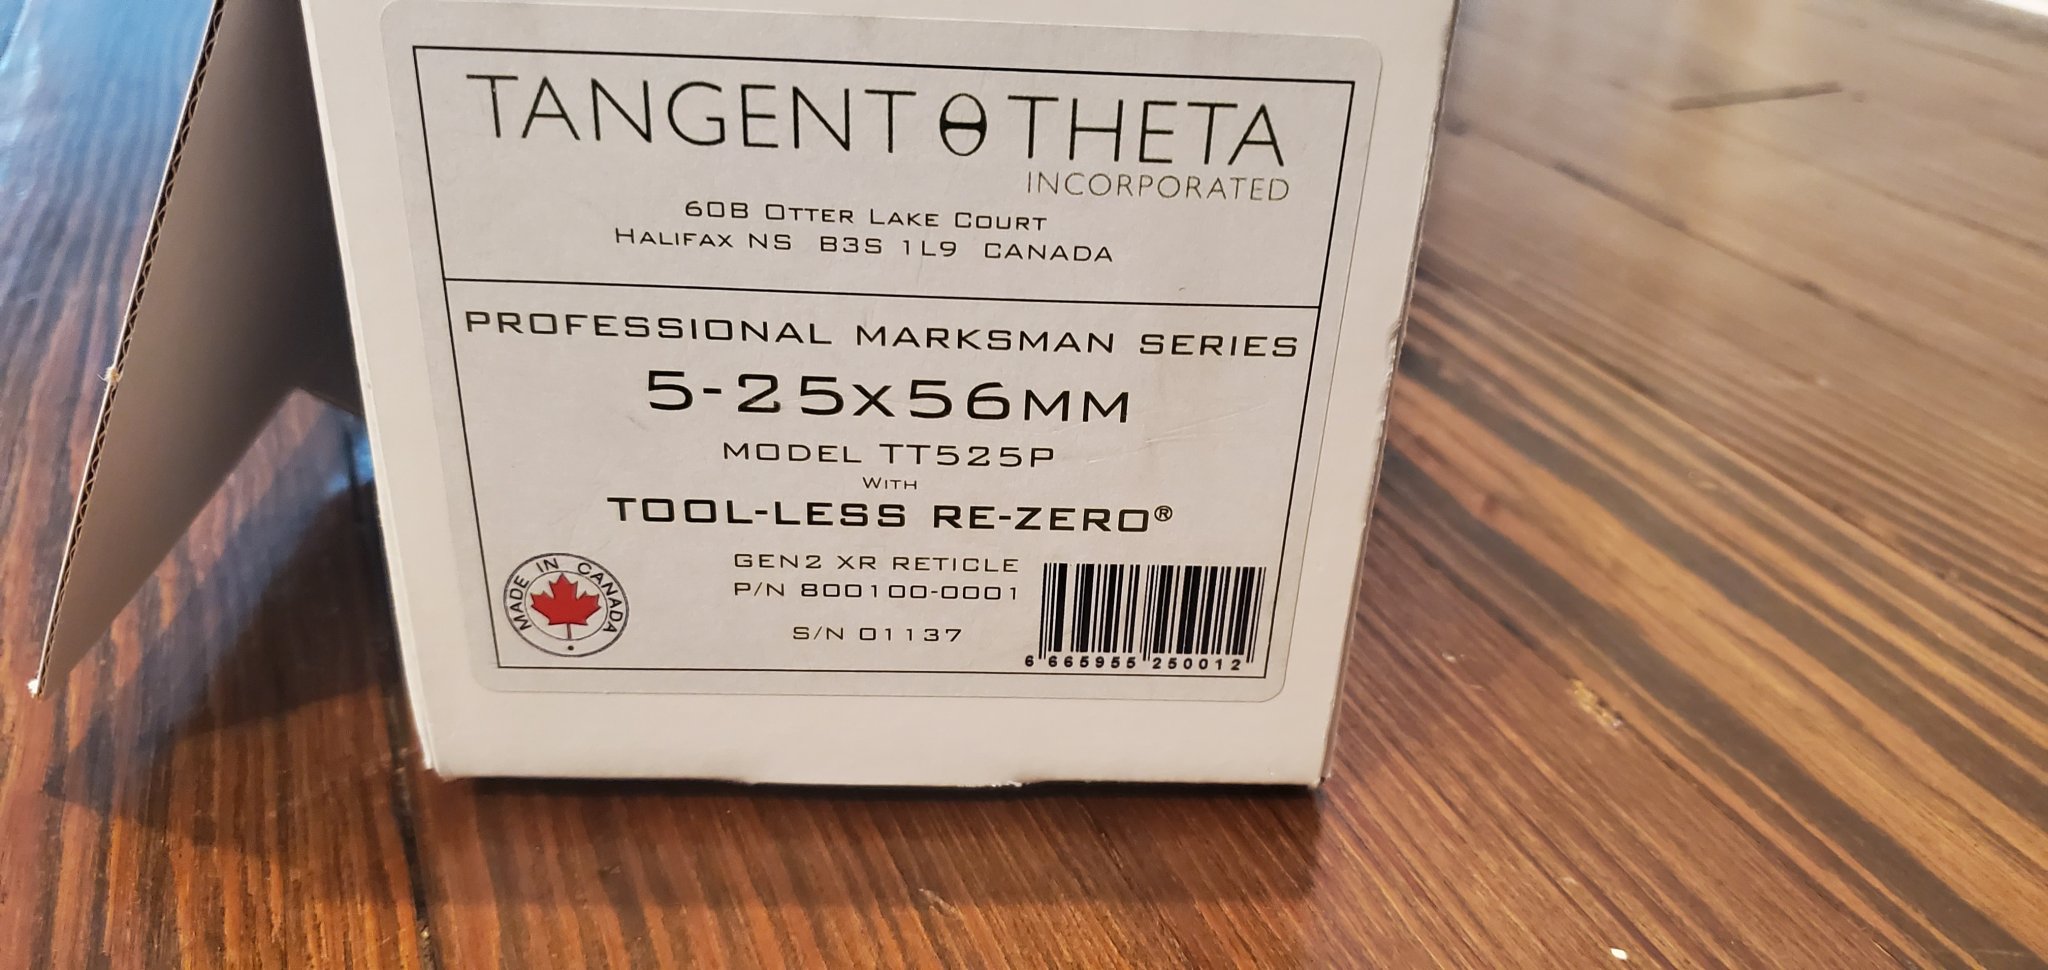 TANGENT θ THETA
INCORPORATED
60B OTTER LAKE COURT
HALIFAX NS B3S 1L9 CANADA
PROFESSIONAL MARKSMAN SERIES
5-25x56MM
MODEL TT525P
WITH
TOOL-LESS RE-ZERO®
GEN2 XR RETICLE
P/N 800100-0001
S/N 01137
MADE IN CANADA
6 665955 250012